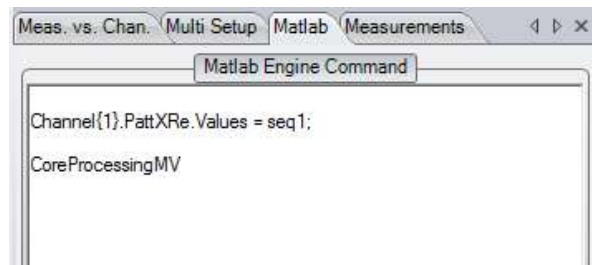 Meas. vs. Chan. Multi Setup Matlab Measurements
Matlab Engine Command
Channel{1}.PattXRe.Values = seq1;
CoreProcessingMV